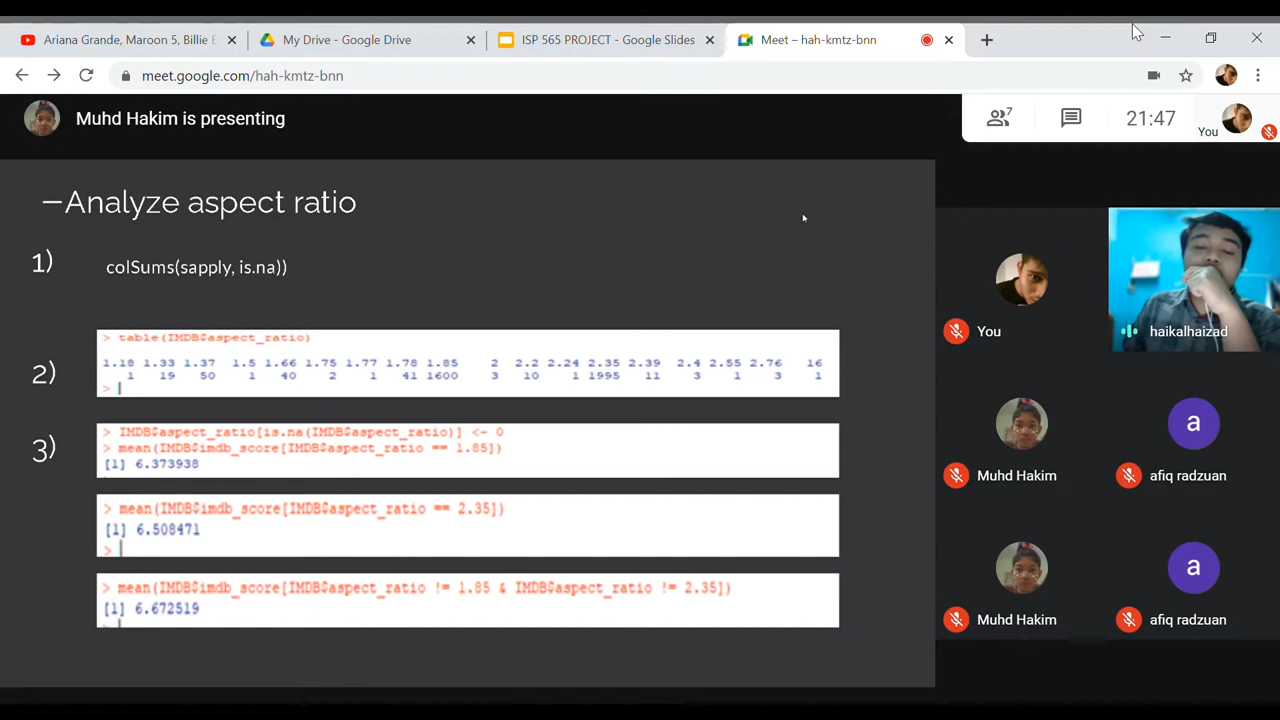 Ariana Grande, Maroon 5, Billie E
My Drive - Google Drive
ISP 565 PROJECT - Google Slides
Meet – hah-kmtz-bnn
meet.google.com/hah-kmtz-bnn
Muhd Hakim is presenting
7
21:47
You
—Analyze aspect ratio
1)
colSums(sapply, is.na))
2)
> table(IMDB$aspect_ratio)
1.18 1.33 1.37 1.5 1.66 1.75 1.77 1.78 1.85 2 2.2 2.24 2.35 2.39 2.4 2.55 2.76 16
1 19 50 1 40 2 1 41 1600 3 10 1 1995 11 3 1 3 1
>
3)
> IMDB$aspect_ratio[is.na(IMDB$aspect_ratio)] <- 0
> mean(IMDB$imdb_score[IMDB$aspect_ratio == 1.85])
[1] 6.373938
> mean(IMDB$imdb_score[IMDB$aspect_ratio == 2.35])
[1] 6.508471
>
> mean(IMDB$imdb_score[IMDB$aspect_ratio != 1.85 & IMDB$aspect_ratio != 2.35])
[1] 6.672519
You
haikalhaizad
Muhd Hakim
a
afiq radzuan
Muhd Hakim
a
afiq radzuan